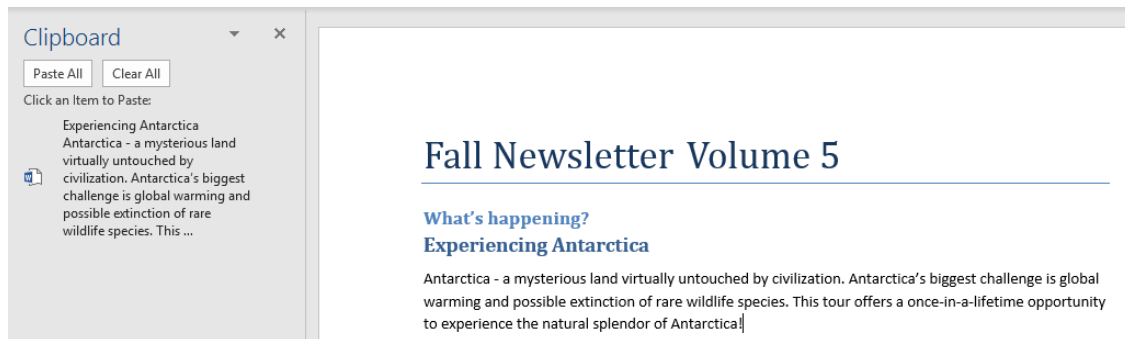 Clipboard
Paste All Clear All
Click an Item to Paste:
Experiencing Antarctica
Antarctica - a mysterious land
virtually untouched by
civilization. Antarctica's biggest
challenge is global warming and
possible extinction of rare
wildlife species. This ...
Fall Newsletter Volume 5
What's happening?
Experiencing Antarctica
Antarctica - a mysterious land virtually untouched by civilization. Antarctica's biggest challenge is global
warming and possible extinction of rare wildlife species. This tour offers a once-in-a-lifetime opportunity
to experience the natural splendor of Antarctica!